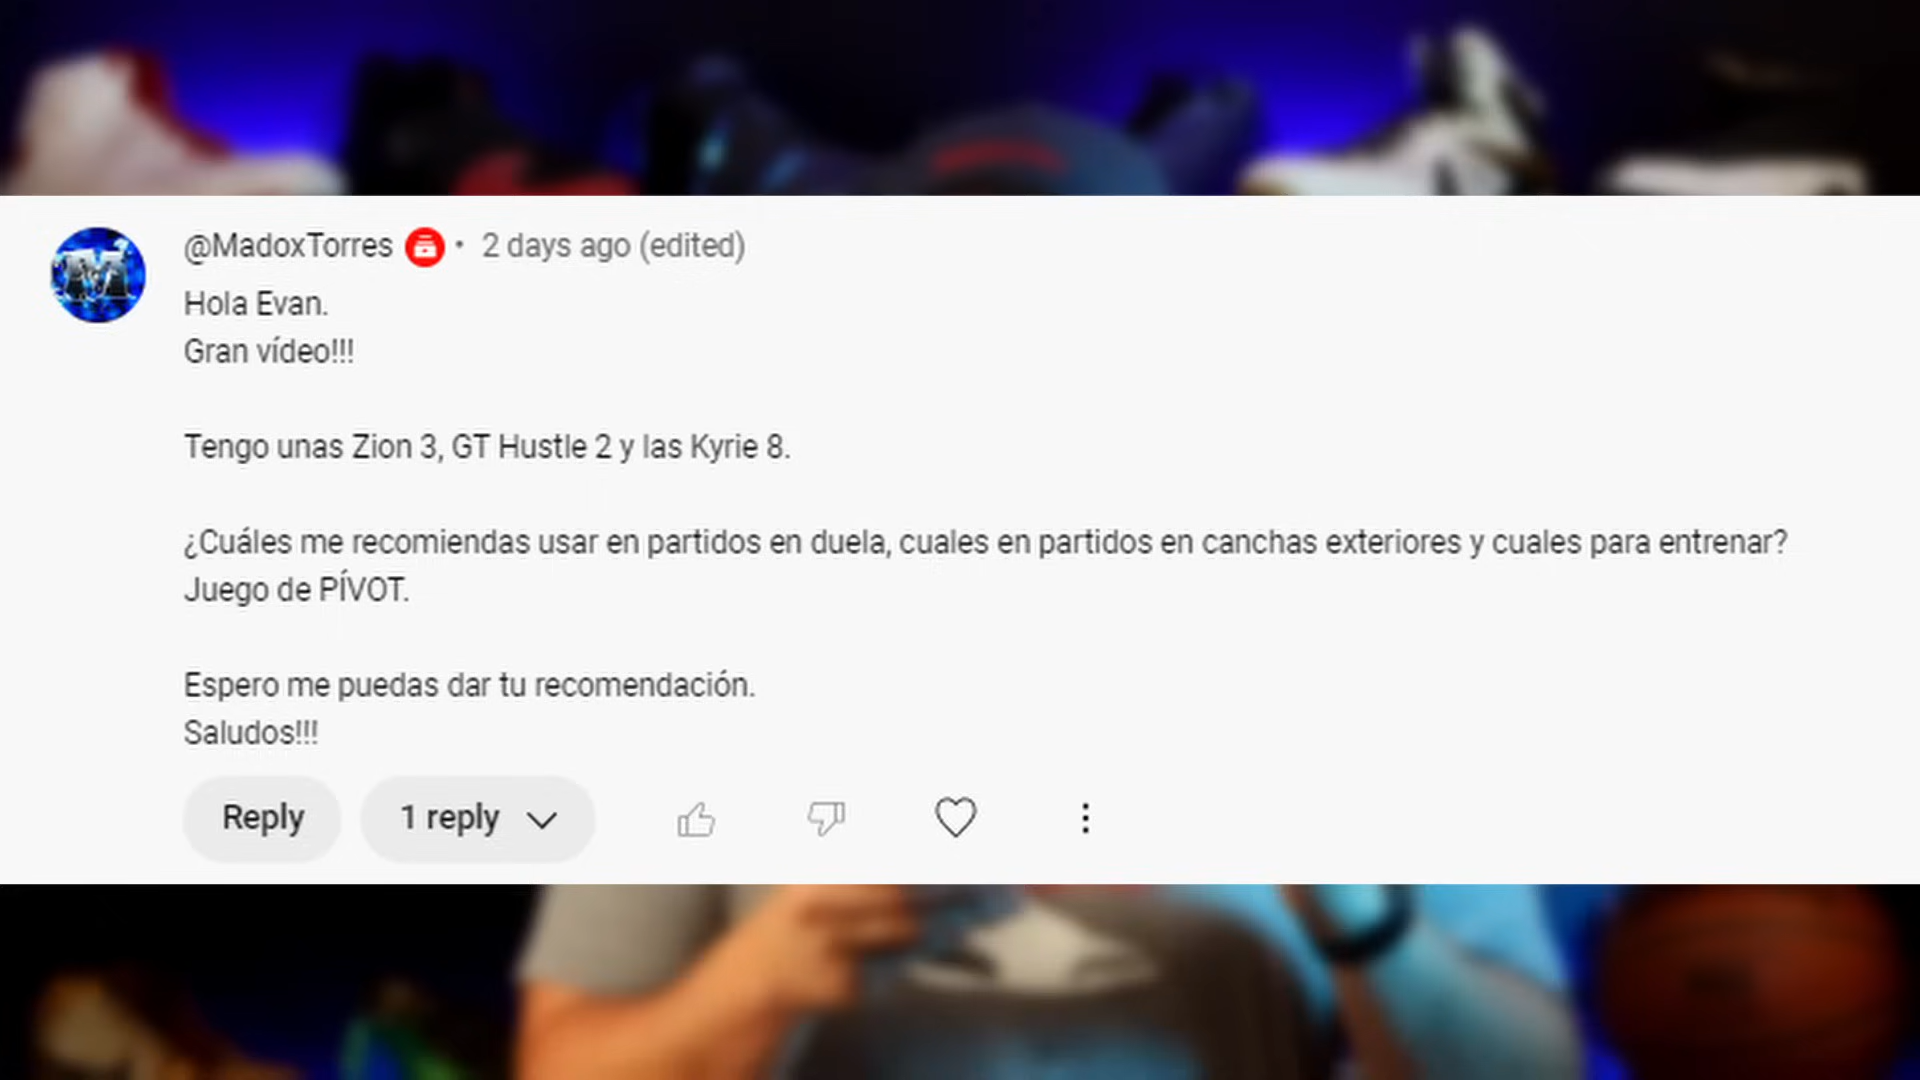 @MadoxTorres • 2 days ago (edited)
Hola Evan.
Gran vídeo!!!
Tengo unas Zion 3, GT Hustle 2 y las Kyrie 8.
¿Cuáles me recomiendas usar en partidos en duela, cuales en partidos en canchas exteriores y cuales para entrenar?
Juego de PÍVOT.
Espero me puedas dar tu recomendación.
Saludos!!!
Reply
1 reply